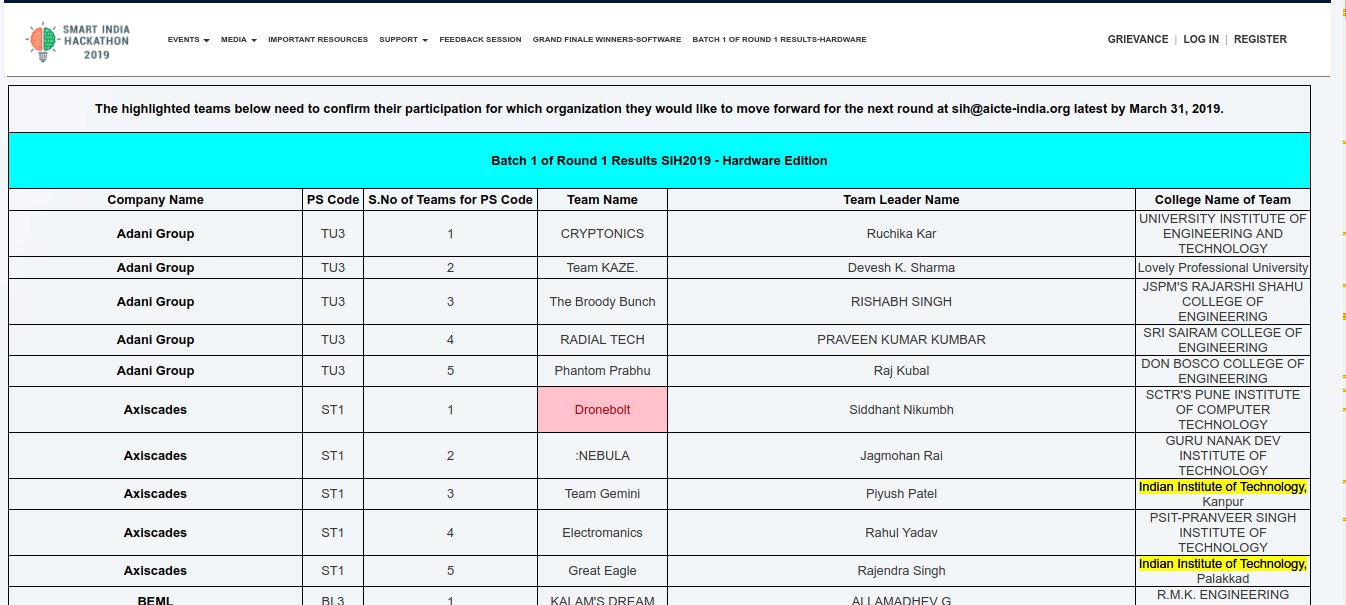 SMART INDIA
HACKATHON
2019
EVENTS MEDIA IMPORTANT RESOURCES SUPPORT FEEDBACK SESSION GRAND FINALE WINNERS-SOFTWARE BATCH 1 OF ROUND 1 RESULTS-HARDWARE
GRIEVANCE | LOG IN | REGISTER
The highlighted teams below need to confirm their participation for which organization they would like to move forward for the next round at sih@aicte-india.org latest by March 31, 2019.
Batch 1 of Round 1 Results SIH2019 - Hardware Edition
Company Name PS Code S.No of Teams for PS Code Team Name Team Leader Name College Name of Team
Adani Group TU3 1 CRYPTONICS Ruchika Kar UNIVERSITY INSTITUTE OF
ENGINEERING AND
TECHNOLOGY
Adani Group TU3 2 Team KAZE. Devesh K. Sharma Lovely Professional University
Adani Group TU3 3 The Broody Bunch RISHABH SINGH JSPM'S RAJARSHI SHAHU
COLLEGE OF
ENGINEERING
Adani Group TU3 4 RADIAL TECH PRAVEEN KUMAR KUMBAR SRI SAIRAM COLLEGE OF
ENGINEERING
Adani Group TU3 5 Phantom Prabhu Raj Kubal DON BOSCO COLLEGE OF
ENGINEERING
Axiscades ST1 1 Dronebolt Siddhant Nikumbh SCTR'S PUNE INSTITUTE
OF COMPUTER
TECHNOLOGY
Axiscades ST1 2 :NEBULA Jagmohan Rai GURU NANAK DEV
INSTITUTE OF
TECHNOLOGY
Axiscades ST1 3 Team Gemini Piyush Patel Indian Institute of Technology,
Kanpur
Axiscades ST1 4 Electromanics Rahul Yadav PSIT-PRANVEER SINGH
INSTITUTE OF
TECHNOLOGY
Axiscades ST1 5 Great Eagle Rajendra Singh Indian Institute of Technology,
Palakkad
BEML BL3 1 KALAM'S DREAM ALLAMADHEV G R.M.K. ENGINEERING